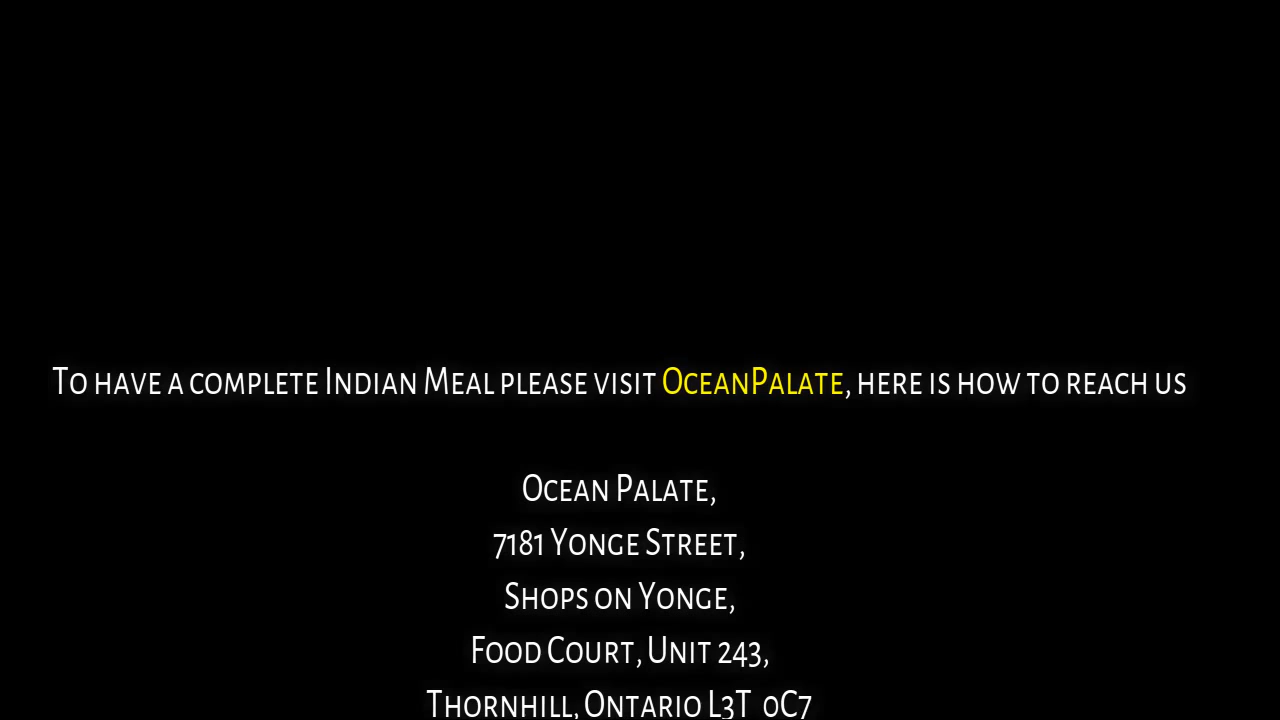 To have a complete Indian Meal please visit OceanPalate, here is how to reach us
Ocean Palate,
7181 Yonge Street,
Shops on Yonge,
Food Court, Unit 243,
Thornhill, Ontario L3T 0C7